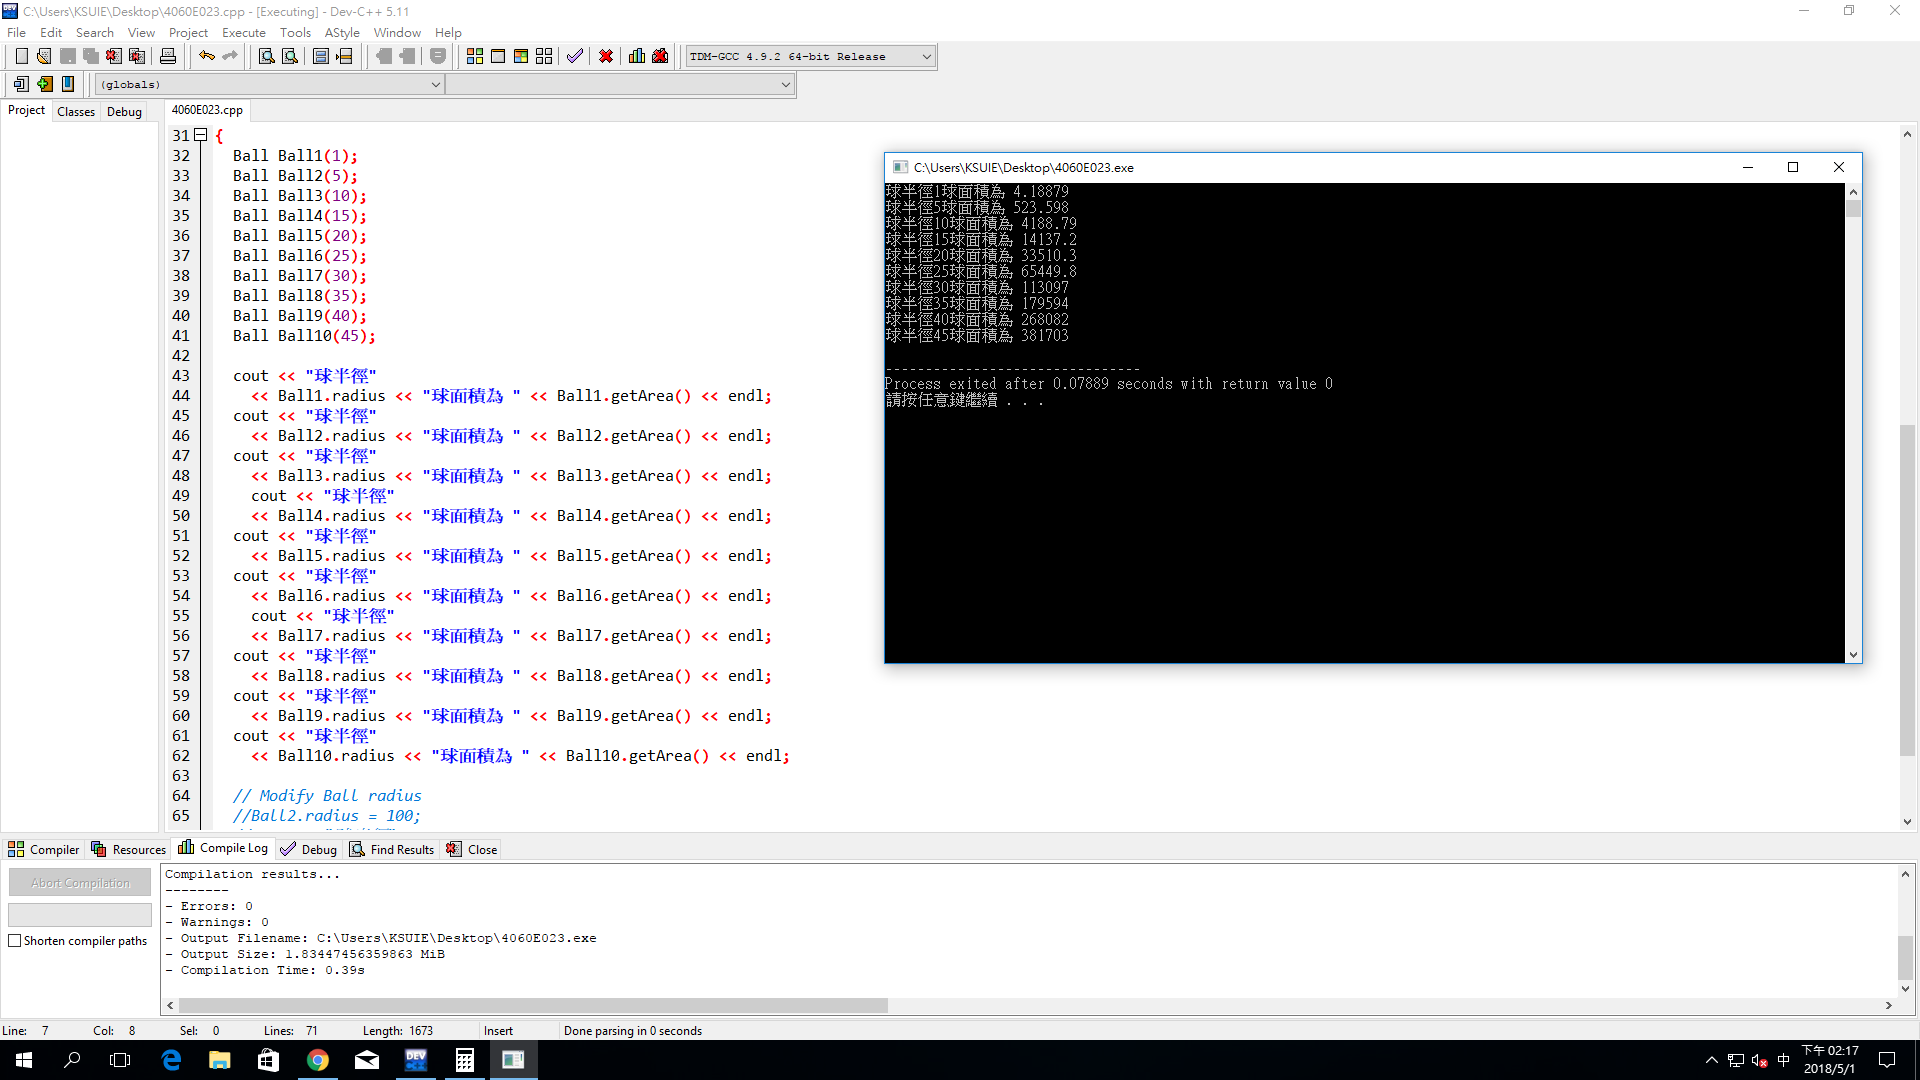 C:\Users\KSUIE\Desktop\4060E023.cpp - [Executing] - Dev-C++ 5.11
File Edit Search View Project Execute Tools AStyle Window Help
TDM-GCC 4.9.2 64-bit Release
(globals)
Project Classes Debug
4060E023.cpp
31 {
32 Ball Ball1(1);
33 Ball Ball2(5);
34 Ball Ball3(10);
35 Ball Ball4(15);
36 Ball Ball5(20);
37 Ball Ball6(25);
38 Ball Ball7(30);
39 Ball Ball8(35);
40 Ball Ball9(40);
41 Ball Ball10(45);
42
43 cout << "球半徑"
44 << Ball1.radius << "球面積為 " << Ball1.getArea() << endl;
45 cout << "球半徑"
46 << Ball2.radius << "球面積為 " << Ball2.getArea() << endl;
47 cout << "球半徑"
48 << Ball3.radius << "球面積為 " << Ball3.getArea() << endl;
49 cout << "球半徑"
50 << Ball4.radius << "球面積為 " << Ball4.getArea() << endl;
51 cout << "球半徑"
52 << Ball5.radius << "球面積為 " << Ball5.getArea() << endl;
53 cout << "球半徑"
54 << Ball6.radius << "球面積為 " << Ball6.getArea() << endl;
55 cout << "球半徑"
56 << Ball7.radius << "球面積為 " << Ball7.getArea() << endl;
57 cout << "球半徑"
58 << Ball8.radius << "球面積為 " << Ball8.getArea() << endl;
59 cout << "球半徑"
60 << Ball9.radius << "球面積為 " << Ball9.getArea() << endl;
61 cout << "球半徑"
62 << Ball10.radius << "球面積為 " << Ball10.getArea() << endl;
63
64 // Modify Ball radius
65 //Ball2.radius = 100;
C:\Users\KSUIE\Desktop\4060E023.exe
球半徑1球面積為 4.18879
球半徑5球面積為 523.598
球半徑10球面積為 4188.79
球半徑15球面積為 14137.2
球半徑20球面積為 33510.3
球半徑25球面積為 65449.8
球半徑30球面積為 113097
球半徑35球面積為 179594
球半徑40球面積為 268082
球半徑45球面積為 381703
--------------------------------
Process exited after 0.07889 seconds with return value 0
請按任意鍵繼續 . . .
Compiler Resources Compile Log Debug Find Results Close
Abort Compilation
Shorten compiler paths
Compilation results...
--------
- Errors: 0
- Warnings: 0
- Output Filename: C:\Users\KSUIE\Desktop\4060E023.exe
- Output Size: 1.83447456359863 MiB
- Compilation Time: 0.39s
Line: 7 Col: 8 Sel: 0 Lines: 71 Length: 1673 Insert Done parsing in 0 seconds
DEV C++
中
下午 02:17
2018/5/1